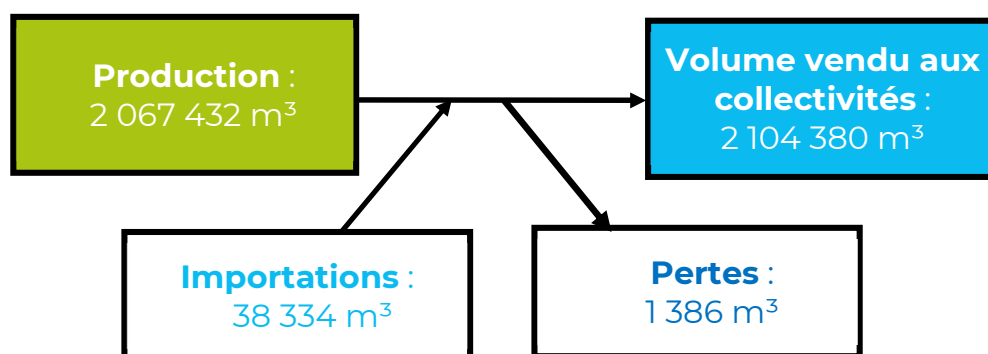 Production :
2 067 432 m³
Volume vendu aux
collectivités :
2 104 380 m³
Importations :
38 334 m³
Pertes :
1 386 m³